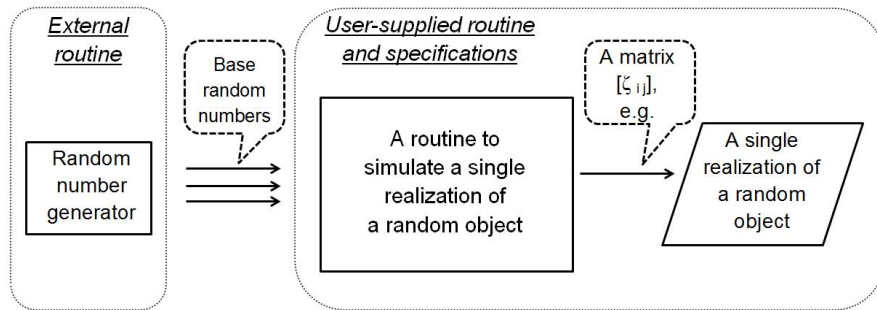 External
routine
Random
number
generator
Base
random
numbers
User-supplied routine
and specifications
A routine to
simulate a single
realization of
a random object
A matrix
[ζ i j],
e.g.
A single
realization of
a random
object